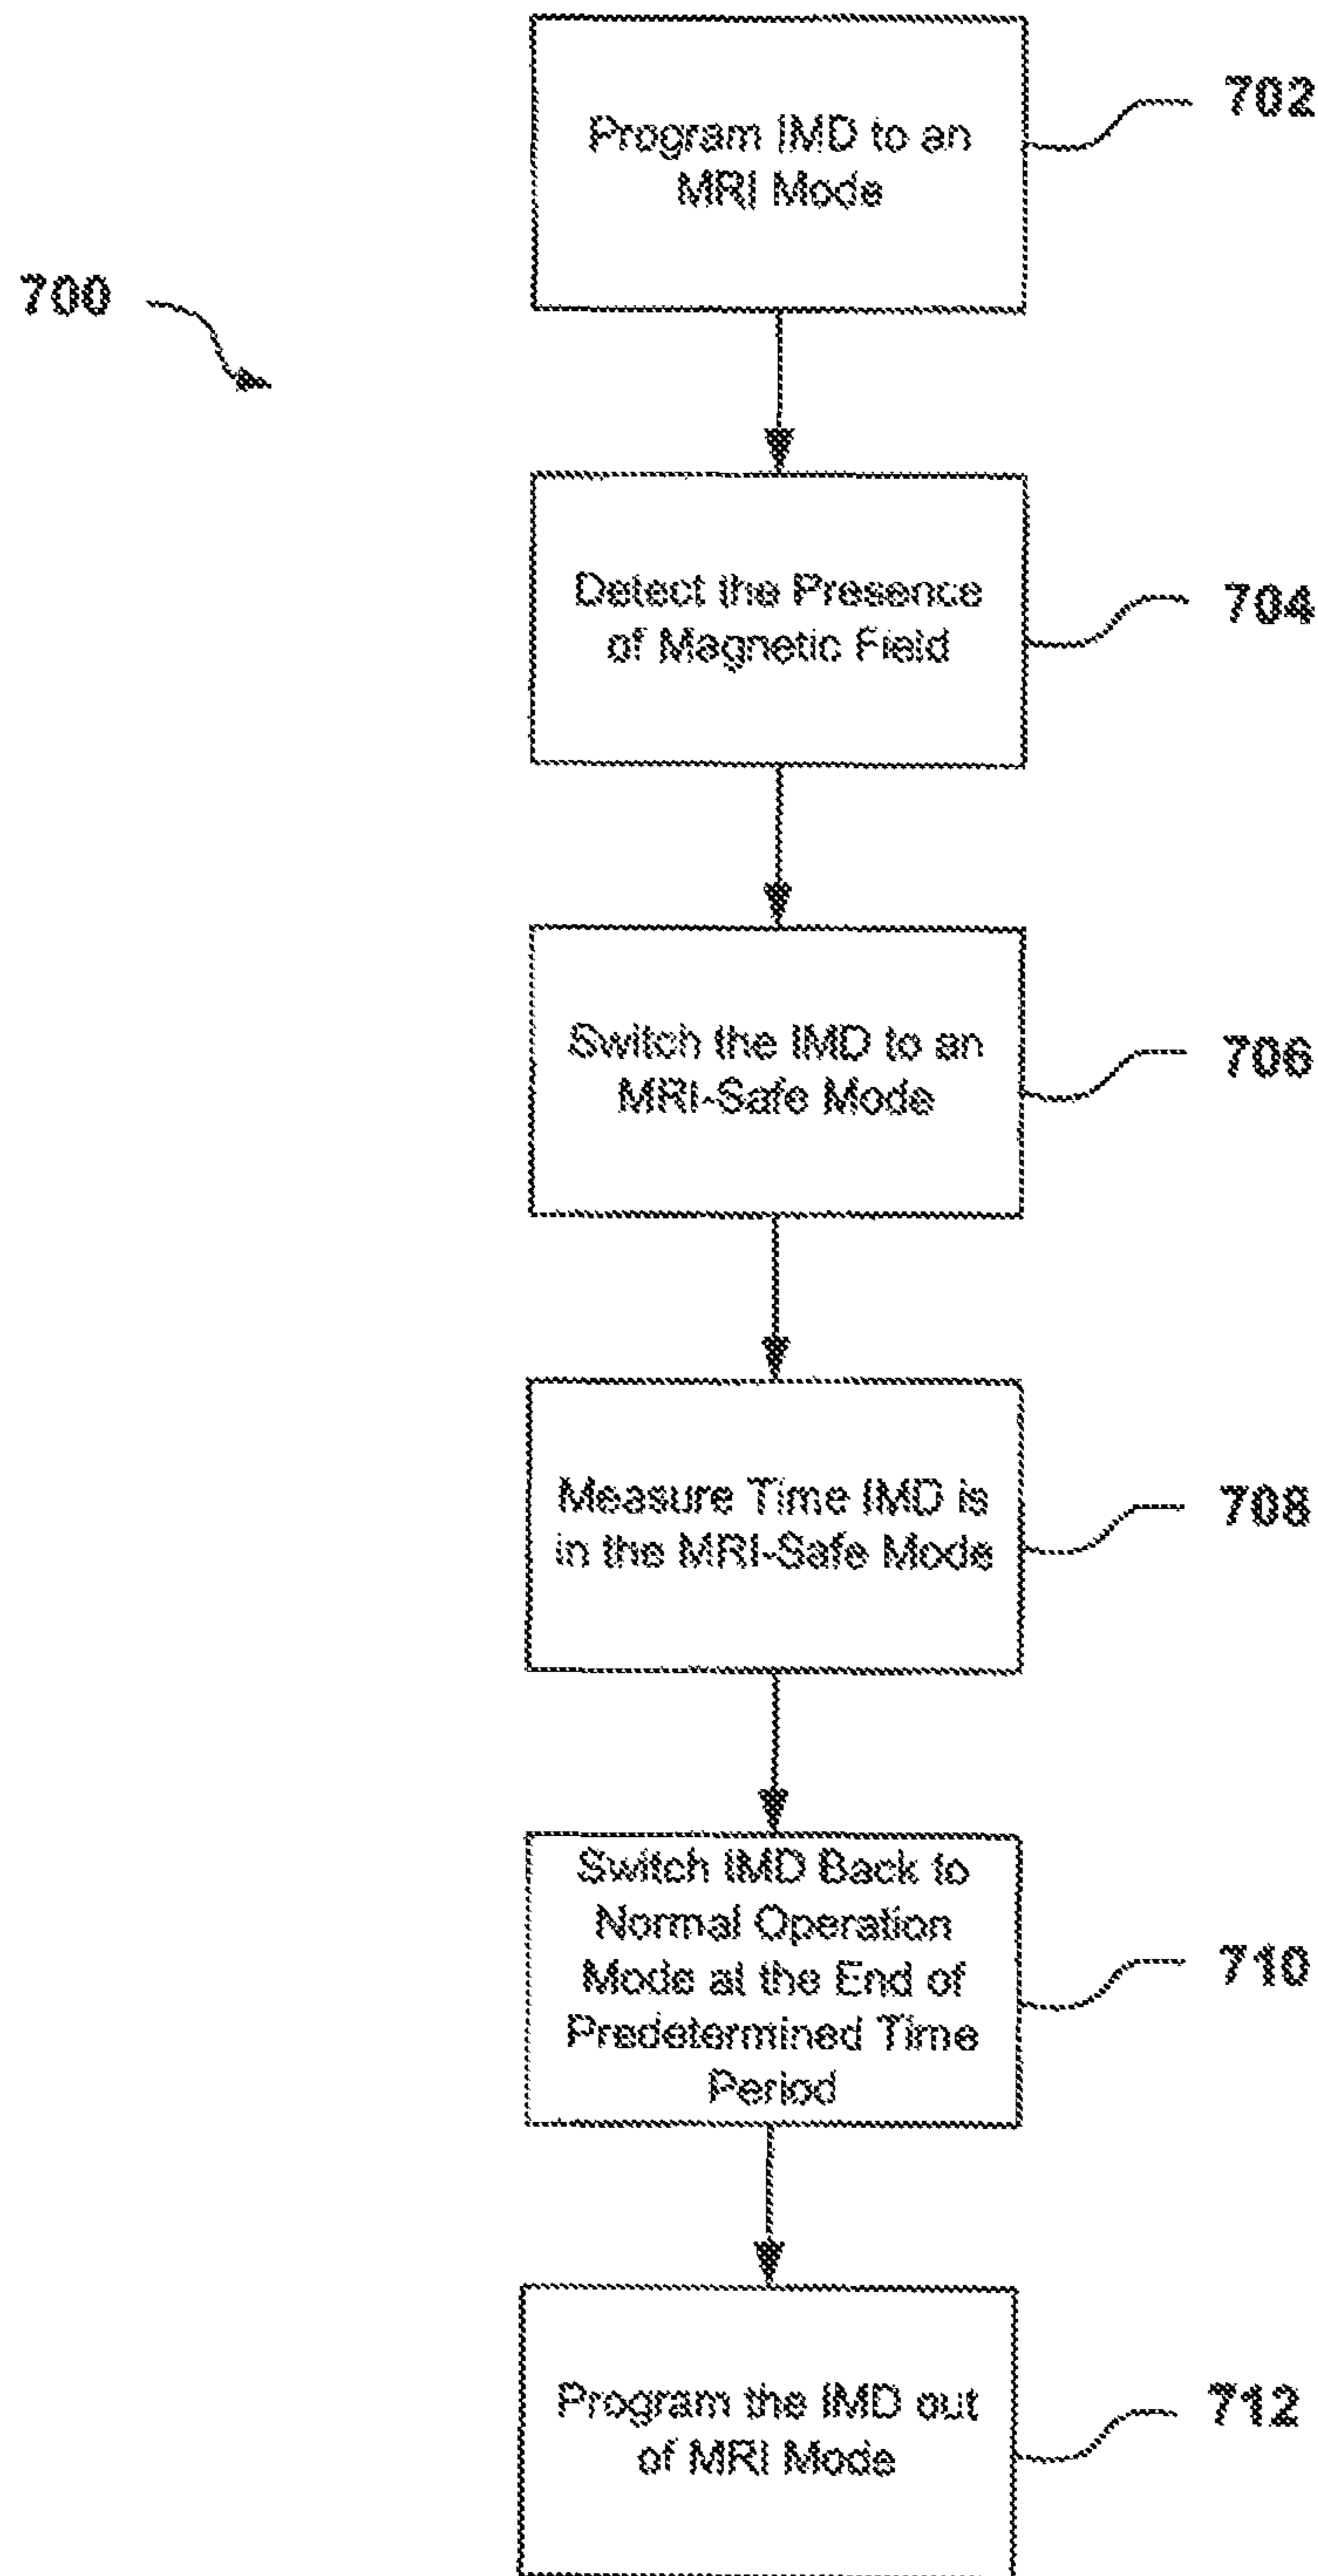 702
Program IMD to an
MRI Mode
700
Detect the Presence
of Magnetic Field
704
Switch the IMD to an
MRI-Safe Mode
706
Measure Time IMD is
in the MRI-Safe Mode
708
Switch IMD Back to
Normal Operation
Mode at the End of
Predetermined Time
Period
710
Program the IMD out
of MRI Mode
712